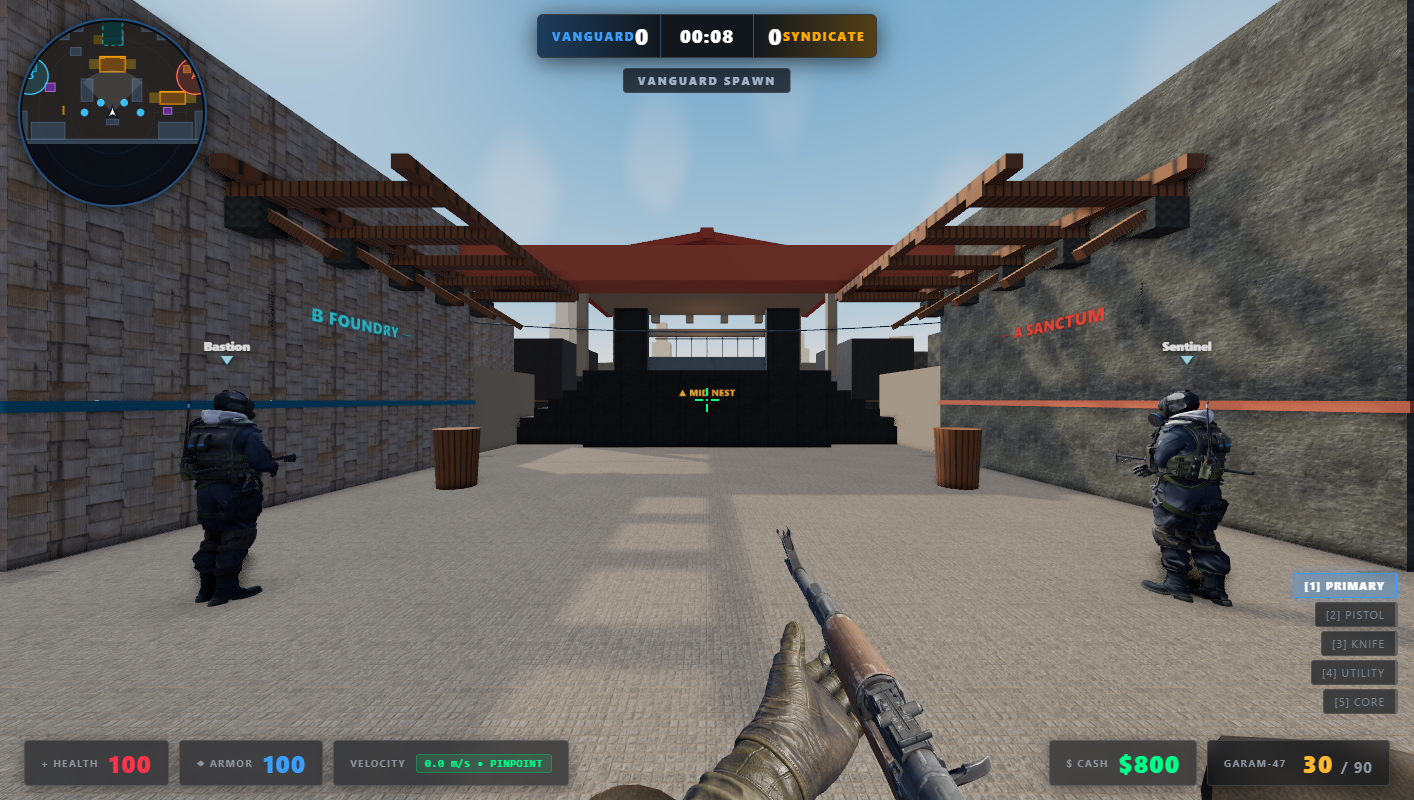 VANGUARD 0 00:08 0 SYNDICATE
VANGUARD SPAWN
B
A
B FOUNDRY
A SANCTUM
Bastion
Sentinel
▲ MID NEST
[1] PRIMARY
[2] PISTOL
[3] KNIFE
[4] UTILITY
[5] CORE
+ HEALTH 100
ARMOR 100
VELOCITY 0.0 m/s • PINPOINT
$ CASH $800
GARAM-47 30 / 90